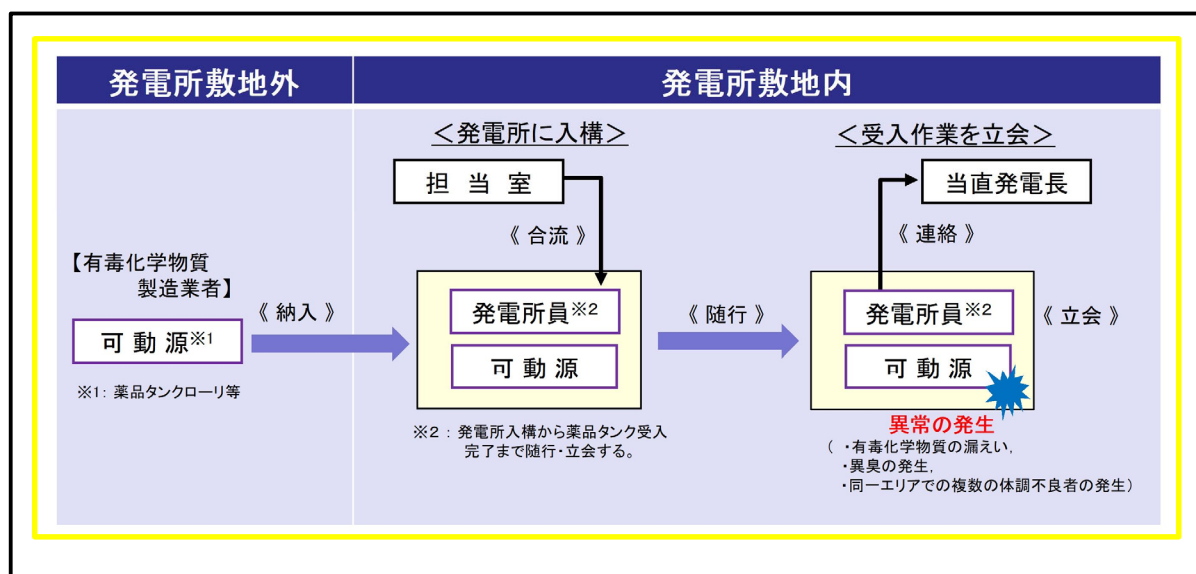 発電所敷地外
発電所敷地内
【有毒化学物質
製造業者】
可動源※1
※1：薬品タンクローリ等
《 納入 》
＜発電所に入構＞
担当室
《 合流 》
発電所員※2
可動源
※2：発電所入構から薬品タンク受入
完了まで随行・立会する。
《 随行 》
＜受入作業を立会＞
当直発電長
《 連絡 》
発電所員※2
可動源
《 立会 》
異常の発生
（ ・有毒化学物質の漏えい，
・異臭の発生，
・同一エリアでの複数の体調不良者の発生）